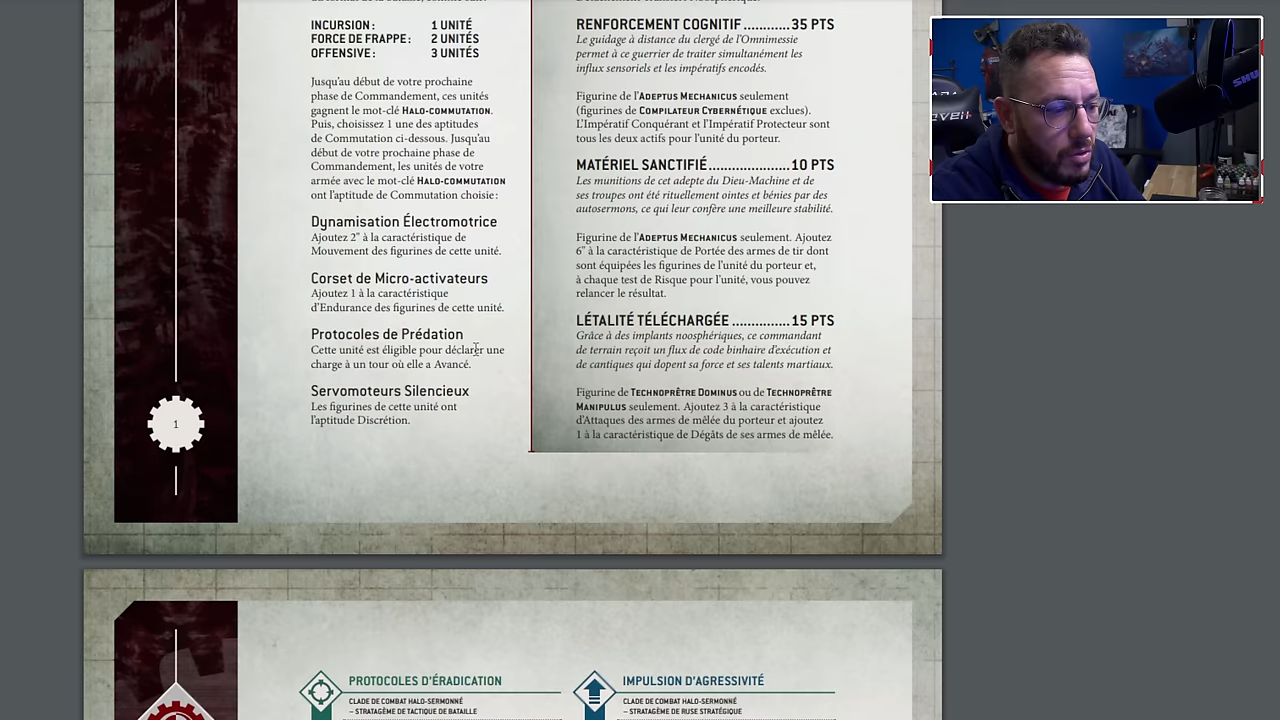 INCURSION : 1 UNITÉ
FORCE DE FRAPPE : 2 UNITÉS
OFFENSIVE : 3 UNITÉS
Jusqu'au début de votre prochaine
phase de Commandement, ces unités
gagnent le mot-clé HALO-COMMUTATION.
Puis, choisissez 1 une des aptitudes
de Commutation ci-dessous. Jusqu'au
début de votre prochaine phase de
Commandement, les unités de votre
armée avec le mot-clé HALO-COMMUTATION
ont l'aptitude de Commutation choisie :
Dynamisation Électromotrice
Ajoutez 2" à la caractéristique de
Mouvement des figurines de cette unité.
Corset de Micro-activateurs
Ajoutez 1 à la caractéristique
d'Endurance des figurines de cette unité.
Protocoles de Prédation
Cette unité est éligible pour déclarer une
charge à un tour où elle a Avancé.
Servomoteurs Silencieux
Les figurines de cette unité ont
l'aptitude Discrétion.
1
RENFORCEMENT COGNITIF ............35 PTS
Le guidage à distance du clergé de l'Omnimessie
permet à ce guerrier de traiter simultanément les
influx sensoriels et les impératifs encodés.
Figurine de l'ADEPTUS MECHANICUS seulement
(figurines de COMPILATEUR CYBERNÉTIQUE exclues).
L'Impératif Conquérant et l'Impératif Protecteur sont
tous les deux actifs pour l'unité du porteur.
MATÉRIEL SANCTIFIÉ......................10 PTS
Les munitions de cet adepte du Dieu-Machine et de
ses troupes ont été rituellement ointes et bénies par des
autosermons, ce qui leur confère une meilleure stabilité.
Figurine de l'ADEPTUS MECHANICUS seulement. Ajoutez
6" à la caractéristique de Portée des armes de tir dont
sont équipées les figurines de l'unité du porteur et,
à chaque test de Risque pour l'unité, vous pouvez
relancer le résultat.
LÉTALITÉ TÉLÉCHARGÉE ...............15 PTS
Grâce à des implants noosphériques, ce commandant
de terrain reçoit un flux de code binhaire d'exécution et
de cantiques qui dopent sa force et ses talents martiaux.
Figurine de TECHNOPRÊTRE DOMINUS ou de TECHNOPRÊTRE
MANIPULUS seulement. Ajoutez 3 à la caractéristique
d'Attaques des armes de mêlée du porteur et ajoutez
1 à la caractéristique de Dégâts de ses armes de mêlée.
PROTOCOLES D'ÉRADICATION
CLADE DE COMBAT HALO-SERMONNÉ
– STRATAGÈME DE TACTIQUE DE BATAILLE
IMPULSION D'AGRESSIVITÉ
CLADE DE COMBAT HALO-SERMONNÉ
– STRATAGÈME DE RUSE STRATÉGIQUE